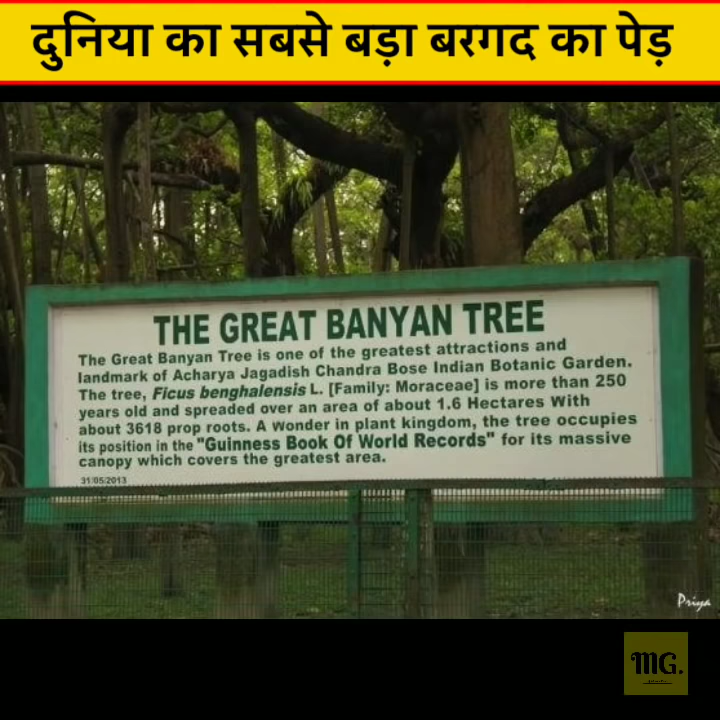 दुनिया का सबसे बड़ा बरगद का पेड़
THE GREAT BANYAN TREE
The Great Banyan Tree is one of the greatest attractions and
landmark of Acharya Jagadish Chandra Bose Indian Botanic Garden.
The tree, Ficus benghalensis L. [Family: Moraceae] is more than 250
years old and spreaded over an area of about 1.6 Hectares With
about 3618 prop roots. A wonder in plant kingdom, the tree occupies
its position in the "Guinness Book Of World Records" for its massive
canopy which covers the greatest area.
31/05/2013
Priya
MG.